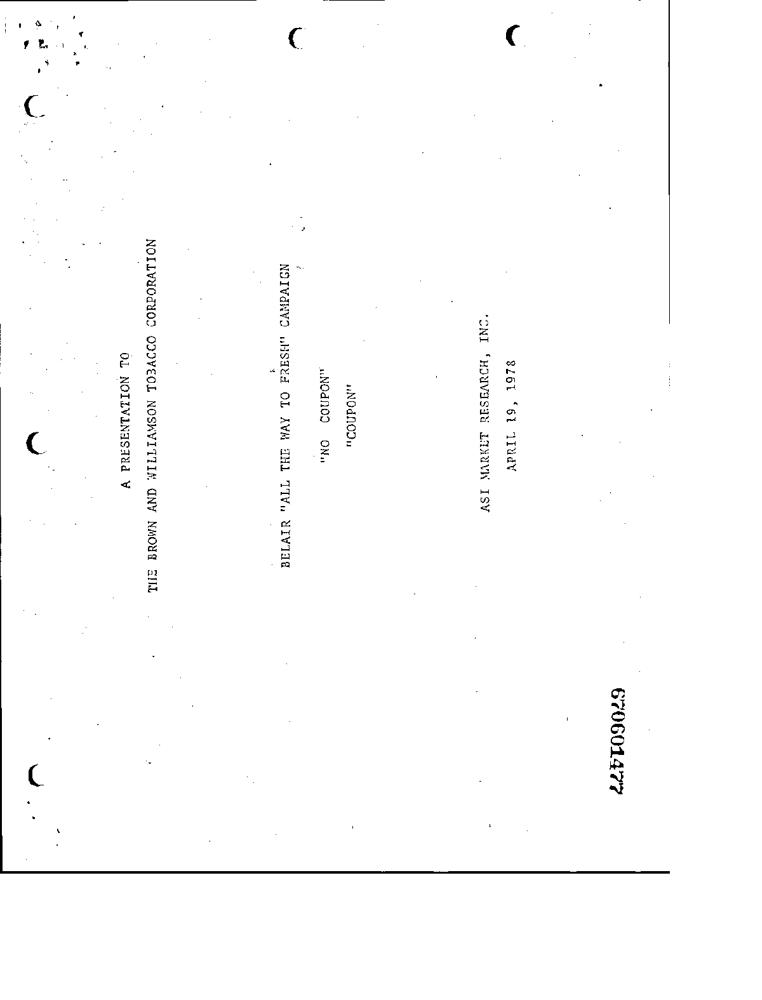 A PRESENTATION TO
THE BROWN AND WILLIAMSON TOBACCO CORPORATION
BELAIR "ALL THE WAY TO FRESH" CAMPAIGN
"NO COUPON"
"COUPON"
ASI MARKET RESEARCH, INC.
APRIL 19, 1978
670601477